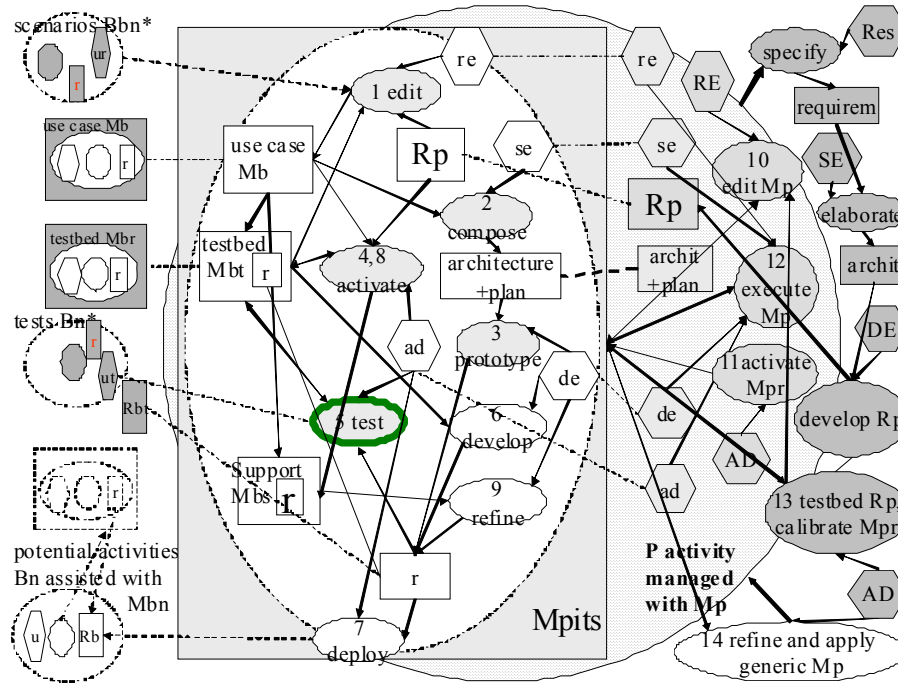 scenarios Bbn*
ur
r
use case Mb
r
testbed Mbr
r
tests Bn*
r
ut
Rbt
r
potential activities
Bn assisted with
Mbn
u
Rb
re
1 edit
use case
Mb
Rp
se
2
compose
testbed
Mbt
r
4,8
activate
architecture
+plan
3
prototype
ad
de
5 test
6
develop
Support
Mbs
r
9
refine
r
7
deploy
Mpits
re
RE
se
Rp
10
edit Mp
archit
+plan
12
execute
Mp
11activate
Mpr
de
AD
ad
P activity
managed
with Mp
specify
Res
requirem
SE
elaborate
archit
DE
develop Rp
13 testbed Rp,
calibrate Mpr
AD
14 refine and apply
generic Mp